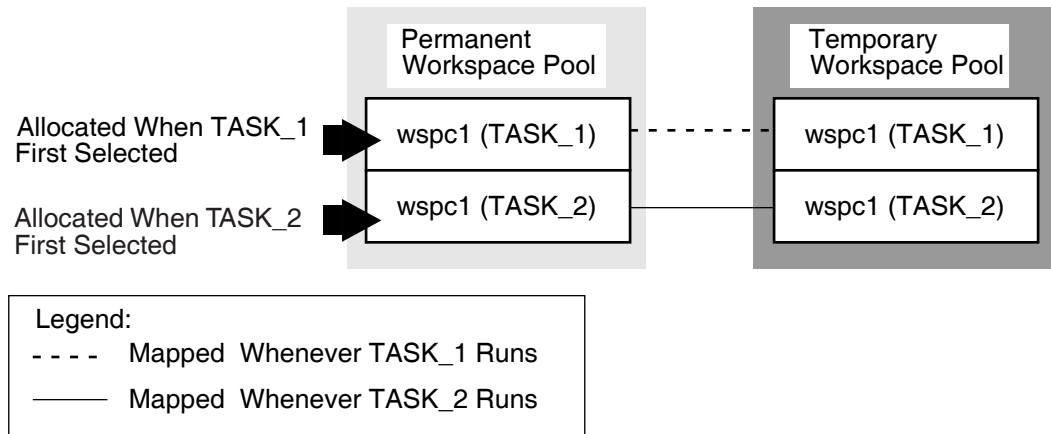 Permanent
Workspace Pool
Temporary
Workspace Pool
Allocated When TASK_1
First Selected
wspc1 (TASK_1)
wspc1 (TASK_1)
Allocated When TASK_2
First Selected
wspc1 (TASK_2)
wspc1 (TASK_2)
Legend:
Mapped Whenever TASK_1 Runs
Mapped Whenever TASK_2 Runs